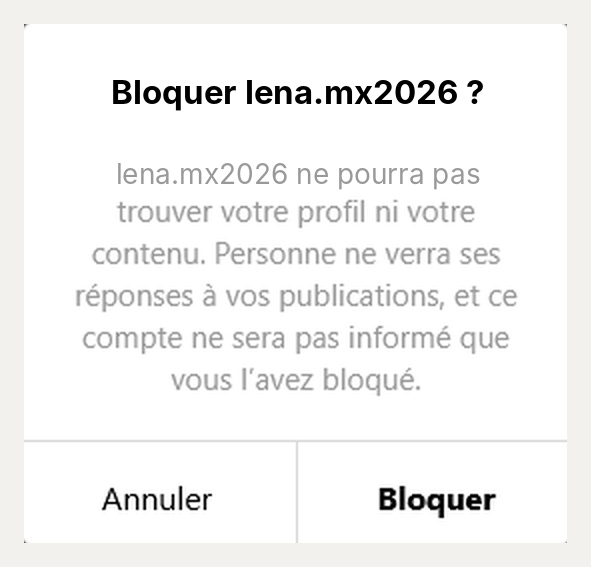 Bloquer lena.mx2026 ?
lena.mx2026 ne pourra pas
trouver votre profil ni votre
contenu. Personne ne verra ses
réponses à vos publications, et ce
compte ne sera pas informé que
vous l’avez bloqué.
Annuler
Bloquer